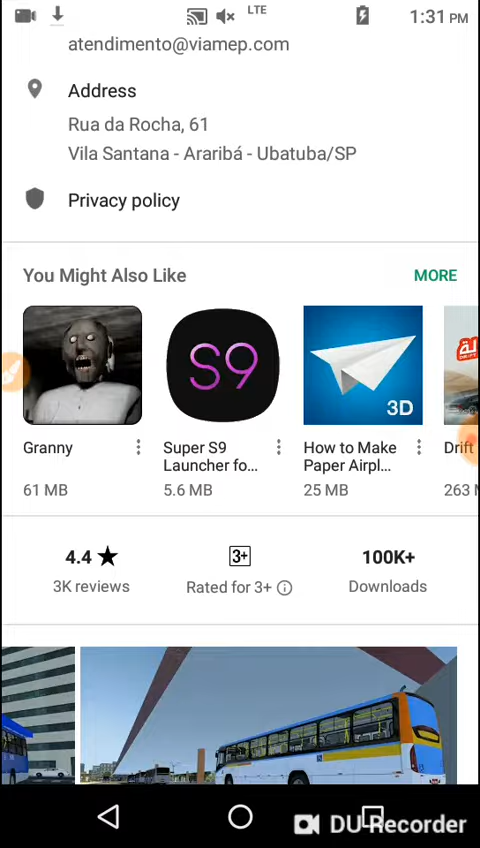 LTE
1:31 PM
atendimento@viamep.com
Address
Rua da Rocha, 61
Vila Santana - Araribá - Ubatuba/SP
Privacy policy
You Might Also Like
MORE
S9
3D
Granny
Super S9
Launcher fo...
How to Make
Paper Airpl...
Drift
61 MB
5.6 MB
25 MB
263
4.4 ★
3+
100K+
3K reviews
Rated for 3+
Downloads
DU Recorder